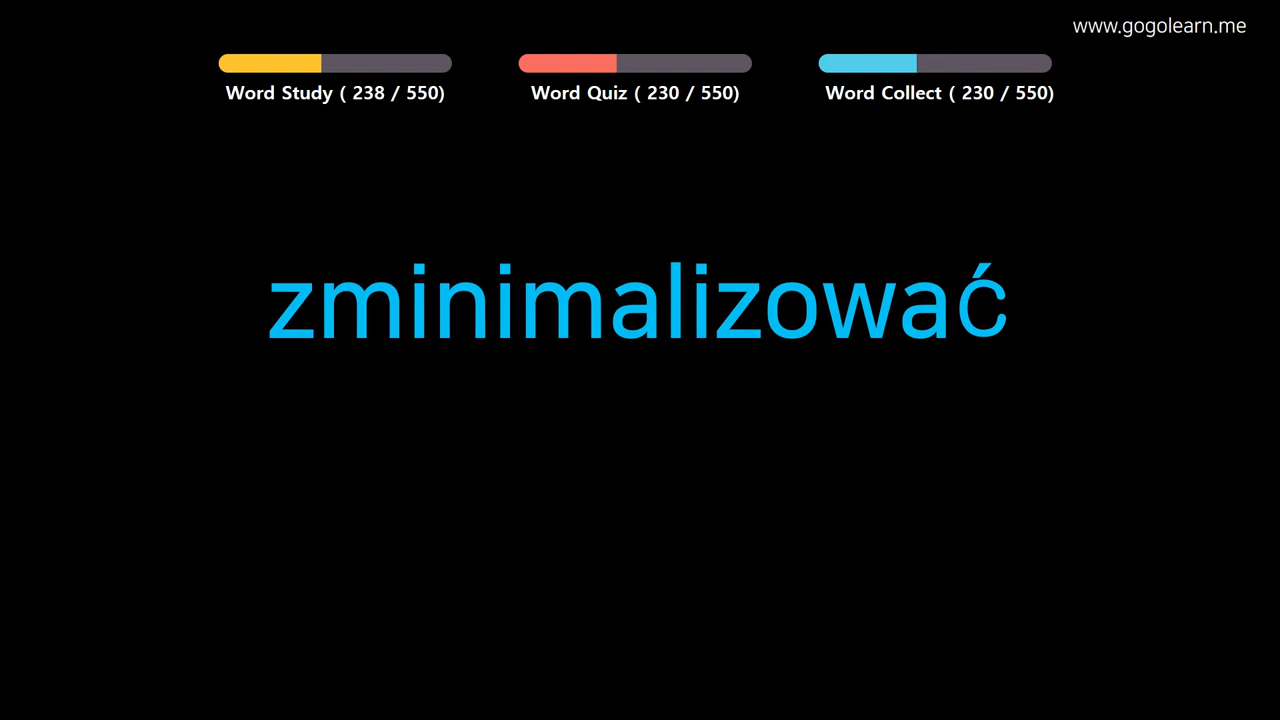 www.gogolearn.me
Word Study ( 238 / 550)
Word Quiz ( 230 / 550)
Word Collect ( 230 / 550)
zminimalizować